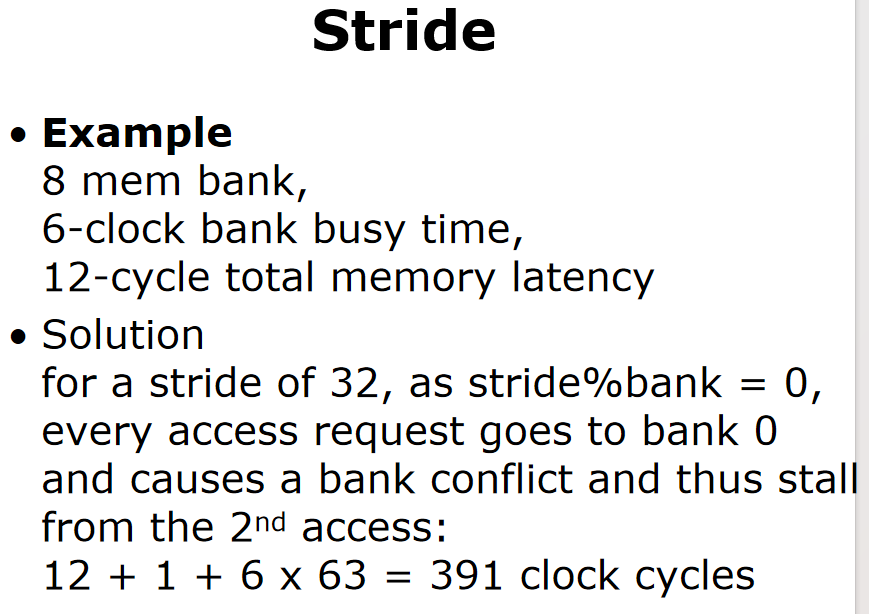 Stride
• Example
8 mem bank,
6-clock bank busy time,
12-cycle total memory latency
• Solution
for a stride of 32, as stride%bank = 0,
every access request goes to bank 0
and causes a bank conflict and thus stall
from the 2nd access:
12 + 1 + 6 x 63 = 391 clock cycles